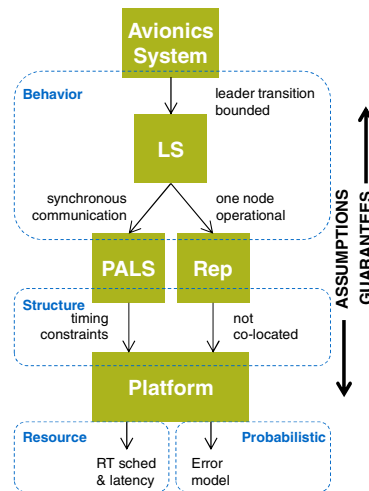 Avionics
System
Behavior
leader transition
bounded
LS
synchronous
communication
one node
operational
PALS
Rep
Structure
timing
constraints
not
co-located
Platform
Resource
Probabilistic
RT sched
& latency
Error
model
ASSUMPTIONS
GUARANTEES